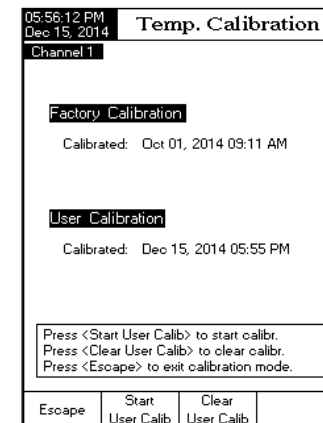 05:56:12 PM
Dec 15, 2014
Temp. Calibration
Channel 1
Factory Calibration
Calibrated: Oct 01, 2014 09:11 AM
User Calibration
Calibrated: Dec 15, 2014 05:55 PM
Press <Start User Calib> to start calibr.
Press <Clear User Calib> to clear calibr.
Press <Escape> to exit calibration mode.
Escape
Start
User Calib
Clear
User Calib